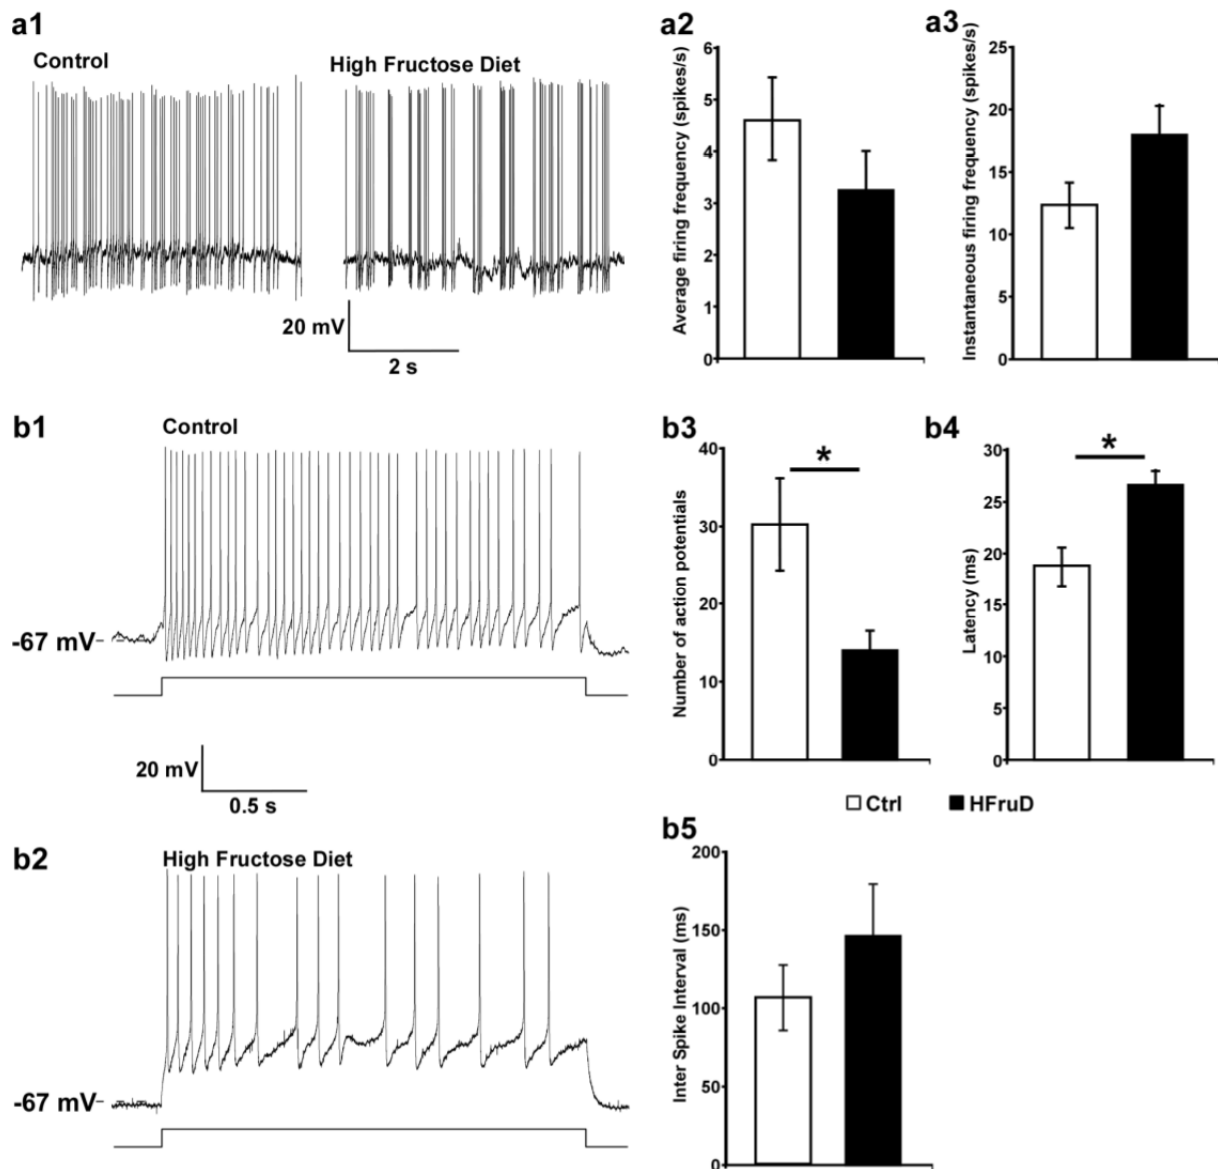 a1
Control
High Fructose Diet
20 mV
2 s
a2
Average firing frequency (spikes/s)
6
5
4
3
2
1
0
a3
Instantaneous firing frequency (spikes/s)
25
20
15
10
5
0
b1
Control
-67 mV
20 mV
0.5 s
b2
High Fructose Diet
-67 mV
b3
Number of action potentials
40
30
20
10
0
*
b4
Latency (ms)
30
25
20
15
10
5
0
*
Ctrl
HFruD
b5
Inter Spike Interval (ms)
200
150
100
50
0